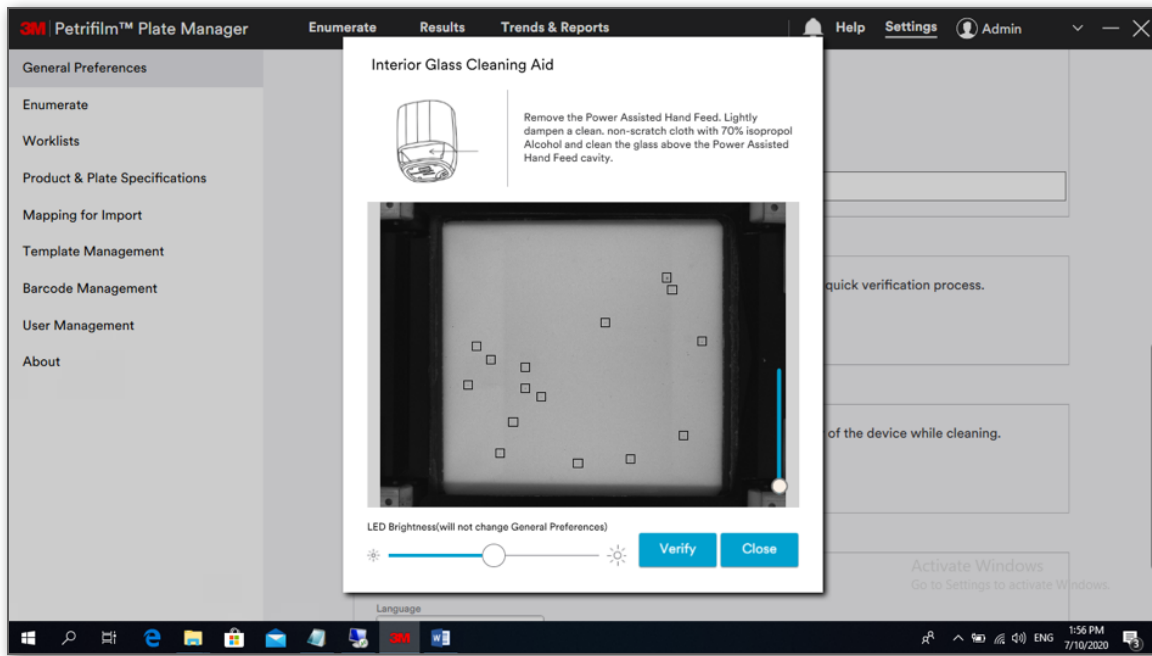 3M Petrifilm™ Plate Manager
Enumerate Results Trends & Reports
Help Settings Admin
General Preferences
Enumerate
Worklists
Product & Plate Specifications
Mapping for Import
Template Management
Barcode Management
User Management
About
Interior Glass Cleaning Aid
Remove the Power Assisted Hand Feed. Lightly
dampen a clean. non-scratch cloth with 70% isopropol
Alcohol and clean the glass above the Power Assisted
Hand Feed cavity.
LED Brightness(will not change General Preferences)
Verify Close
quick verification process.
of the device while cleaning.
Language
Activate Windows
Go to Settings to activate Windows.
3M
ENG
1:56 PM
7/10/2020
3